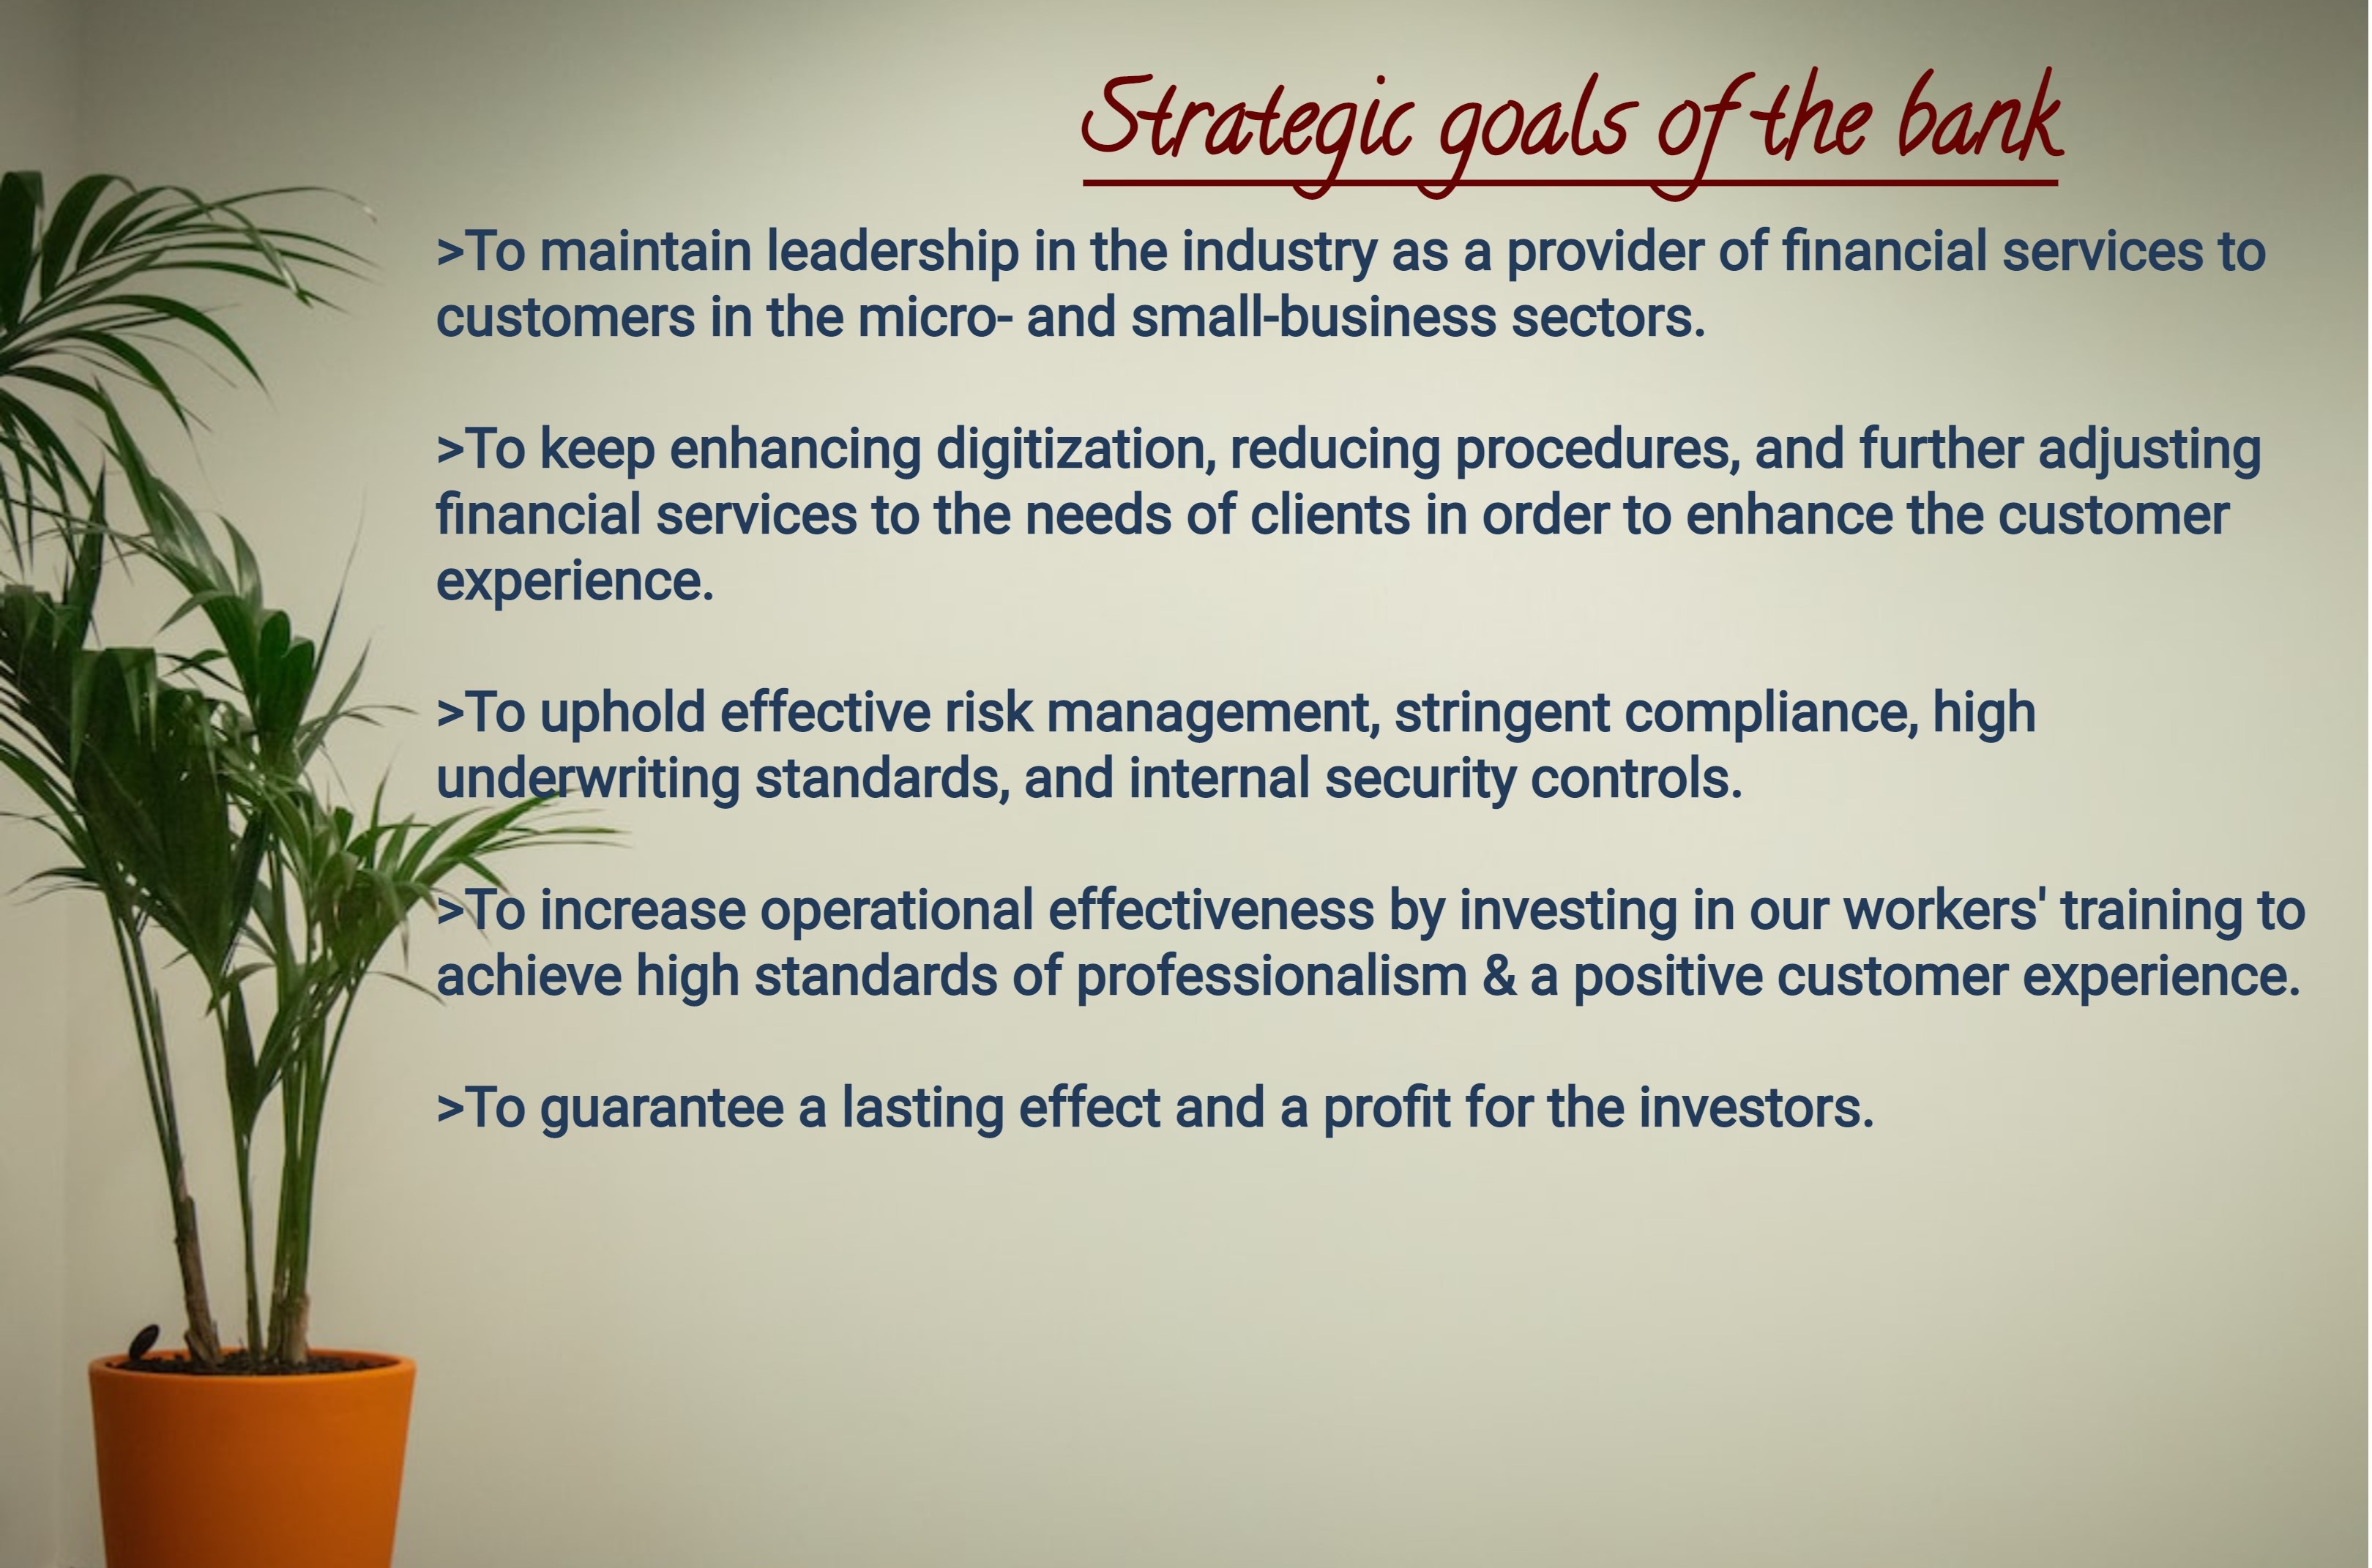 Strategic goals of the bank
>To maintain leadership in the industry as a provider of financial services to
customers in the micro- and small-business sectors.
>To keep enhancing digitization, reducing procedures, and further adjusting
financial services to the needs of clients in order to enhance the customer
experience.
>To uphold effective risk management, stringent compliance, high
underwriting standards, and internal security controls.
>To increase operational effectiveness by investing in our workers' training to
achieve high standards of professionalism & a positive customer experience.
>To guarantee a lasting effect and a profit for the investors.